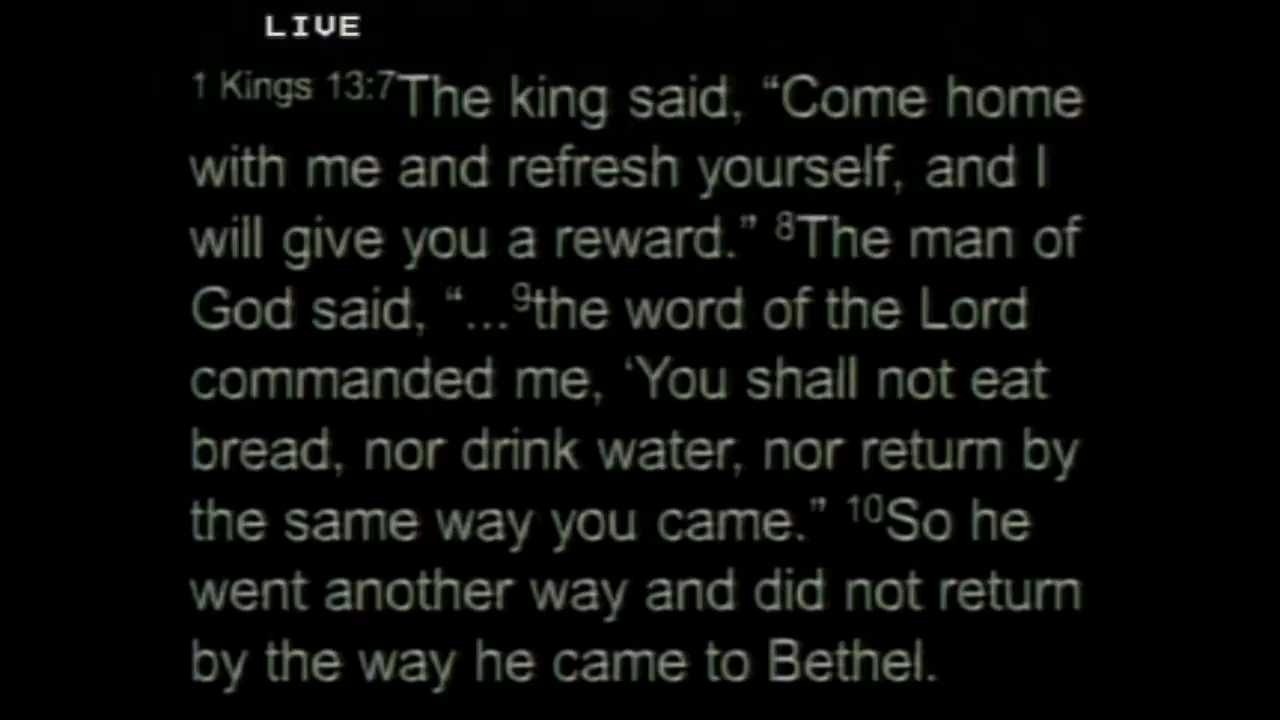 LIVE
1 Kings 13:7The king said, “Come home
with me and refresh yourself, and I
will give you a reward.” 8The man of
God said, “...9the word of the Lord
commanded me, ‘You shall not eat
bread, nor drink water, nor return by
the same way you came.” 10So he
went another way and did not return
by the way he came to Bethel.